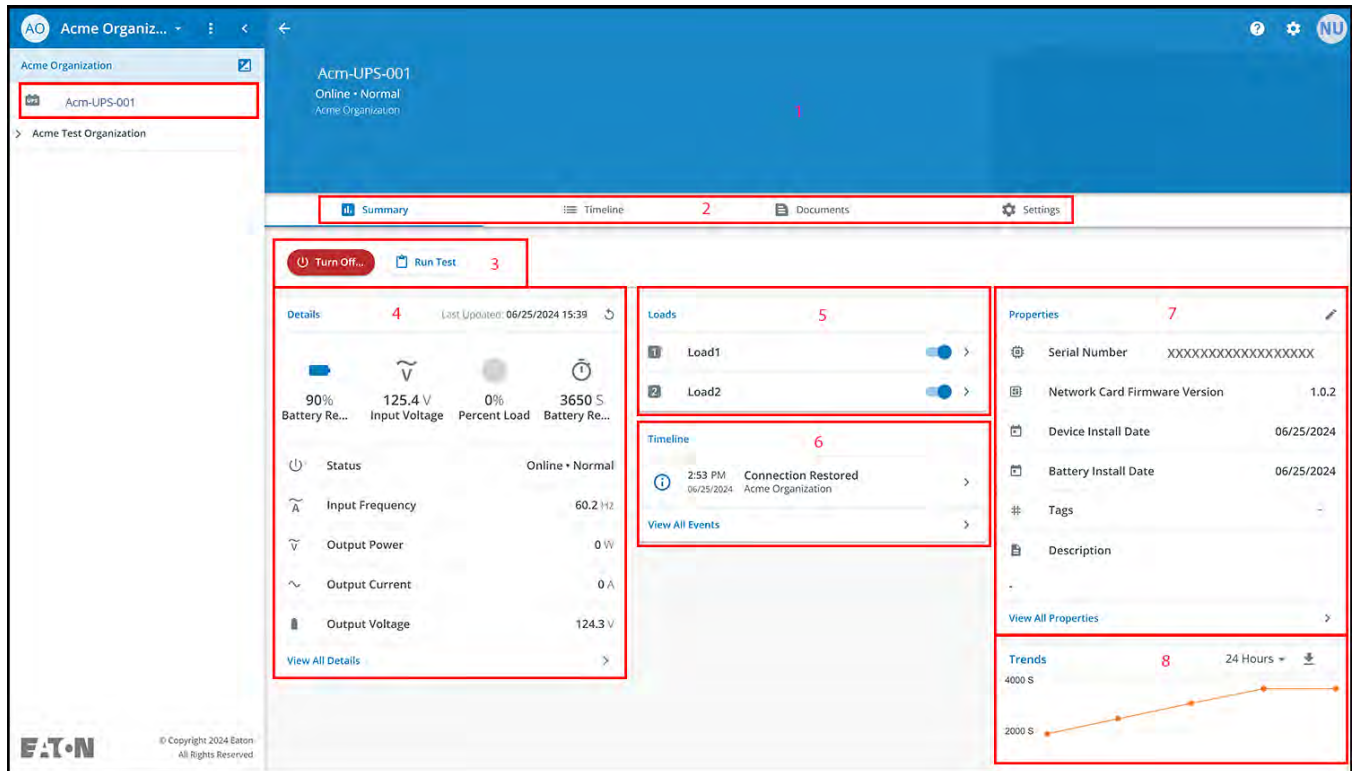 AO Acme Organiz...
NU
Acme Organization
Acm-UPS-001
Acme Test Organization
Acm-UPS-001
Online • Normal
Acme Organization
1
Summary
Timeline
2
Documents
Settings
Turn Off...
Run Test
3
Details
4
Last Updated: 06/25/2024 15:39
90%
Battery Re...
125.4 V
Input Voltage
0%
Percent Load
3650 S
Battery Re...
Status Online • Normal
Input Frequency 60.2 Hz
Output Power 0 W
Output Current 0 A
Output Voltage 124.3 V
View All Details
Loads
5
1 Load1
2 Load2
Timeline
6
2:53 PM Connection Restored
06/25/2024 Acme Organization
View All Events
Properties
7
Serial Number XXXXXXXXXXXXXXXXXX
Network Card Firmware Version 1.0.2
Device Install Date 06/25/2024
Battery Install Date 06/25/2024
# Tags -
Description
-
View All Properties
Trends
8
24 Hours
4000 S
2000 S
EATON
© Copyright 2024 Eaton
All Rights Reserved